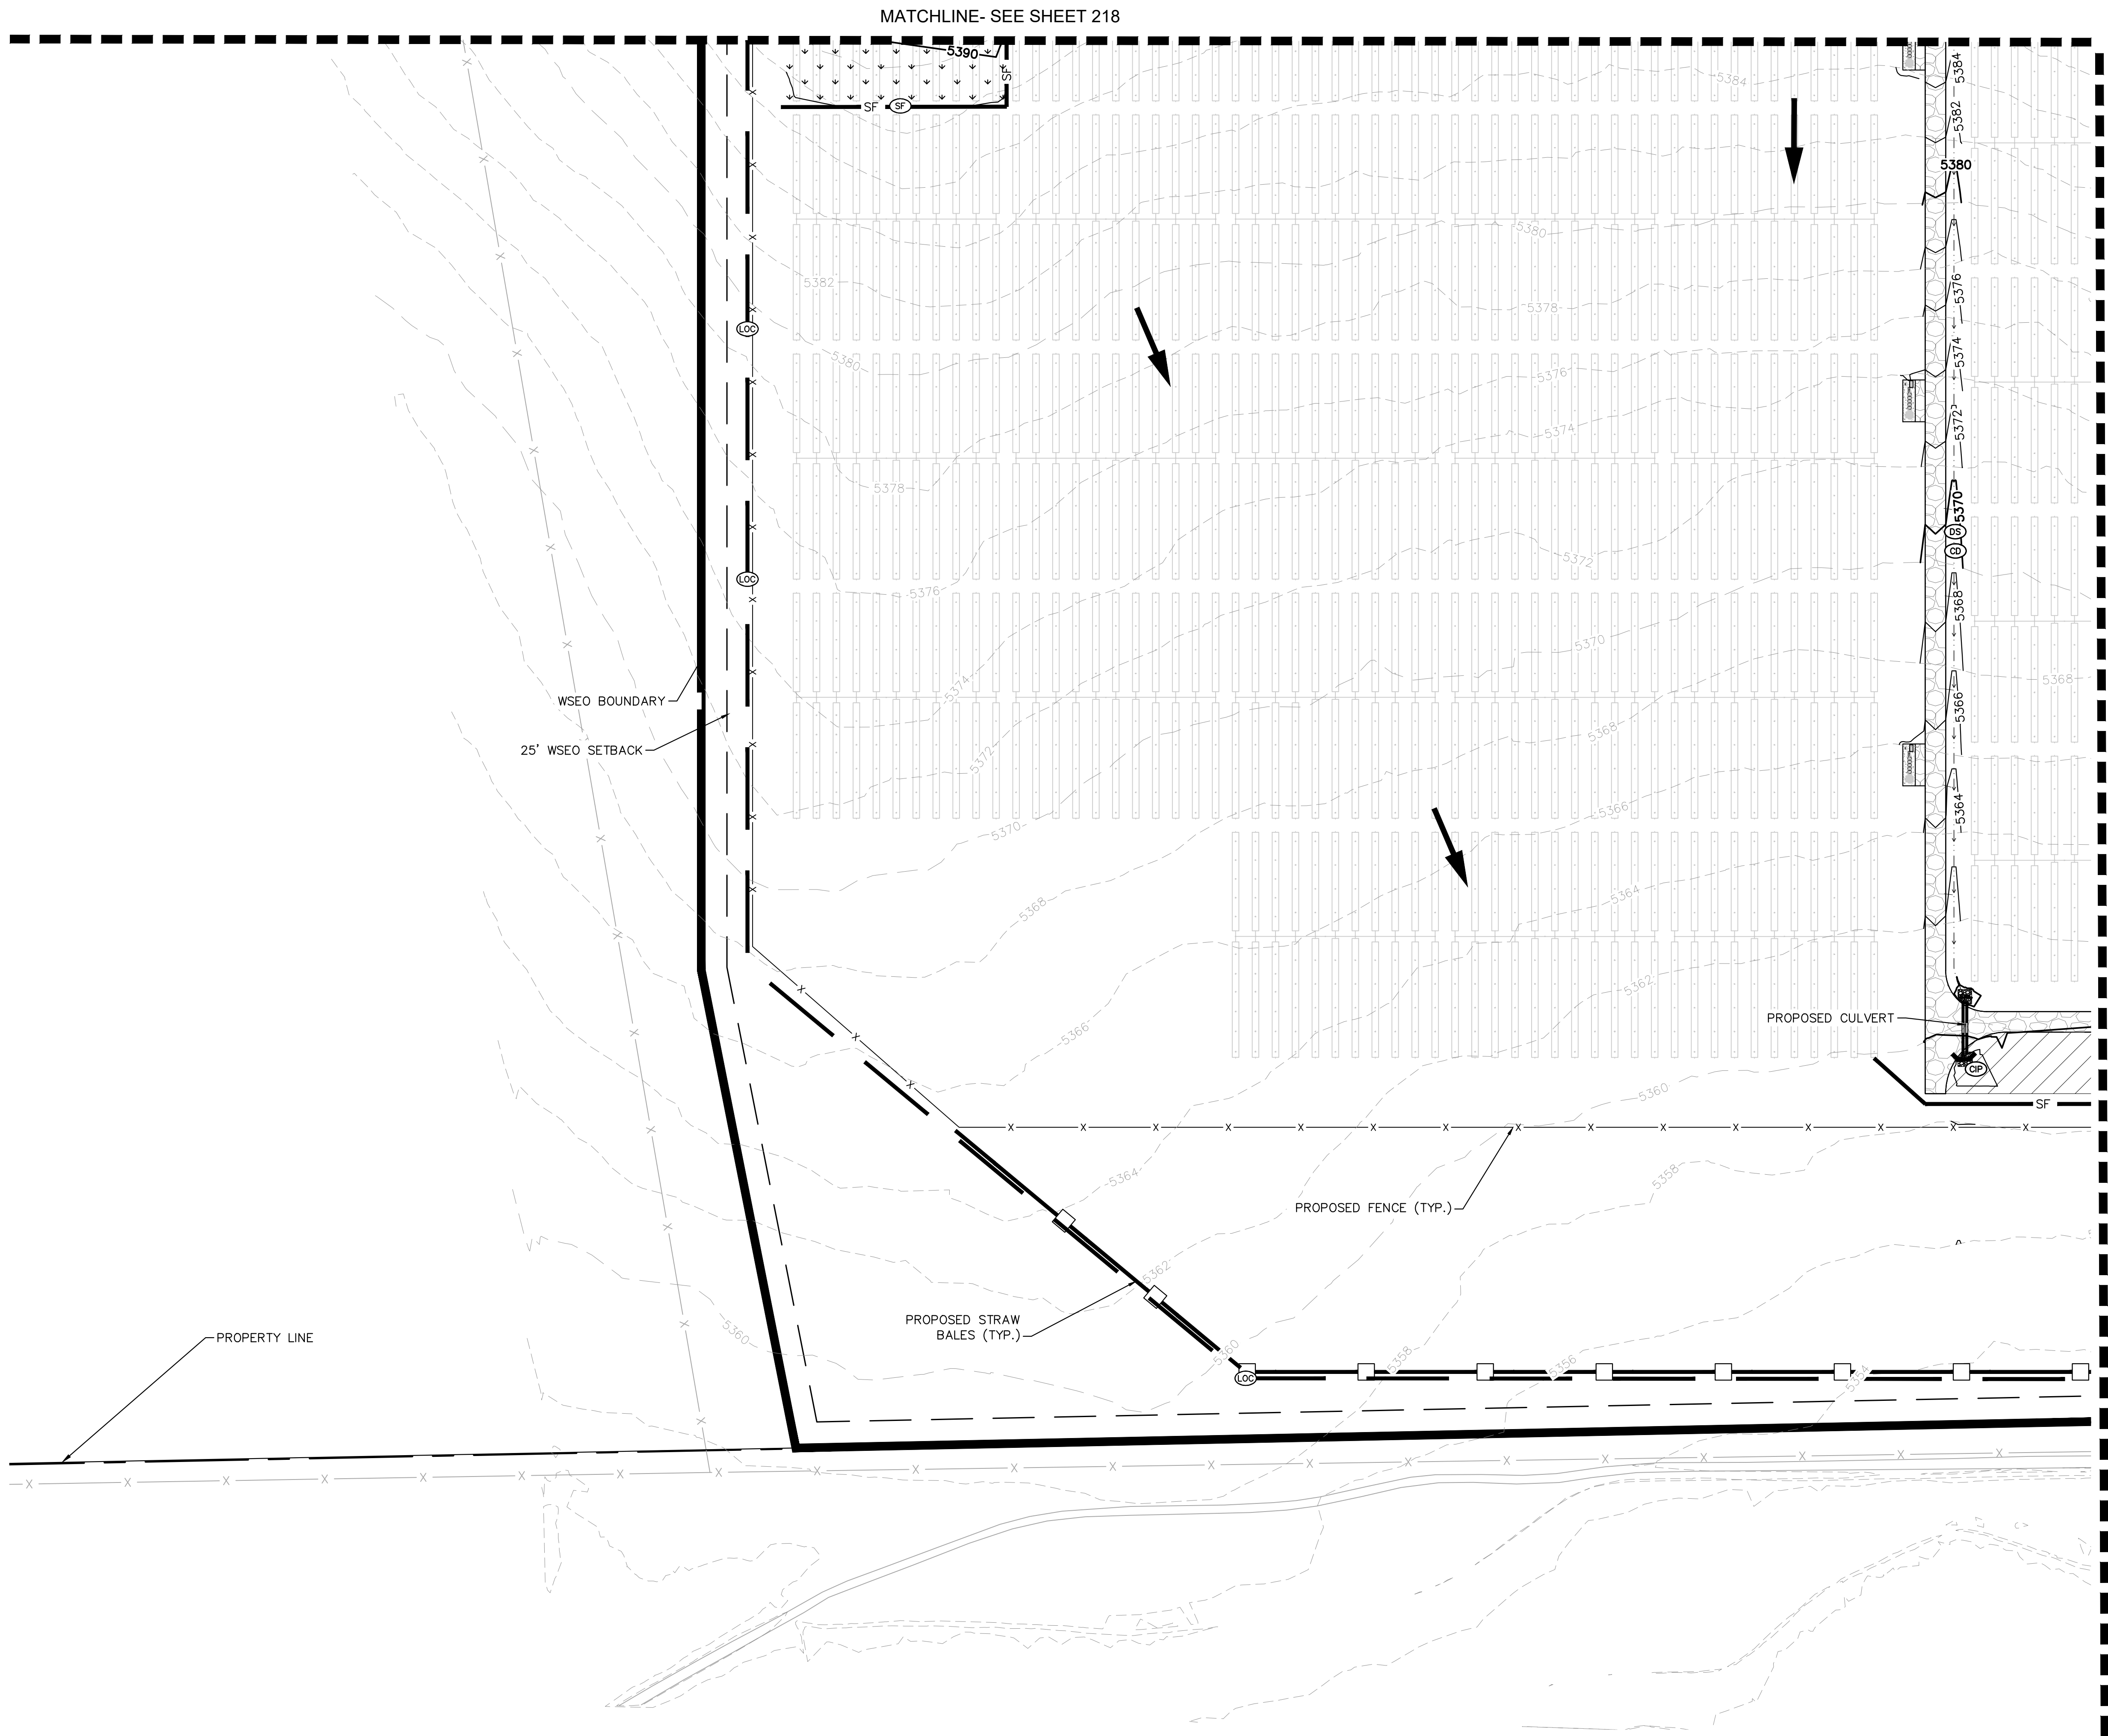 MATCHLINE- SEE SHEET 218
5390
SF
SF
SF
5384
5384
5382
5380
5380
5382
5376
5378
LOC
5374
5380
5376
5372
5374
5378
5370
DS
CD
5372
LOC
5376
5368
5370
5368
5374
WSEO BOUNDARY
5366
5368
25' WSEO SETBACK
5372
5364
5366
5370
5364
5368
5362
PROPOSED CULVERT
5366
CIP
5360
SF
5364
5358
PROPOSED FENCE (TYP.)
5362
PROPOSED STRAW
BALES (TYP.)
5360
PROPERTY LINE
5360
5358
5356
5354
LOC